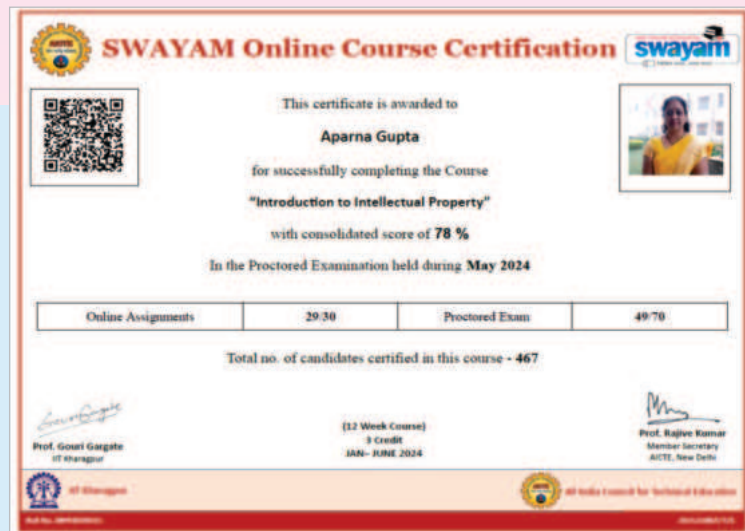 SWAYAM Online Course Certification
swayam
This certificate is awarded to
Aparna Gupta
for successfully completing the Course
"Introduction to Intellectual Property"
with consolidated score of 78 %
In the Proctored Examination held during May 2024
Online Assignments 29/30 Proctored Exam 49/70
Total no. of candidates certified in this course - 467
Prof. Gouri Gargate
IIT Kharagpur
(12 Week Course)
3 Credit
JAN– JUNE 2024
Prof. Rajive Kumar
Member Secretary
AICTE, New Delhi
IIT Kharagpur
All India Council for Technical Education